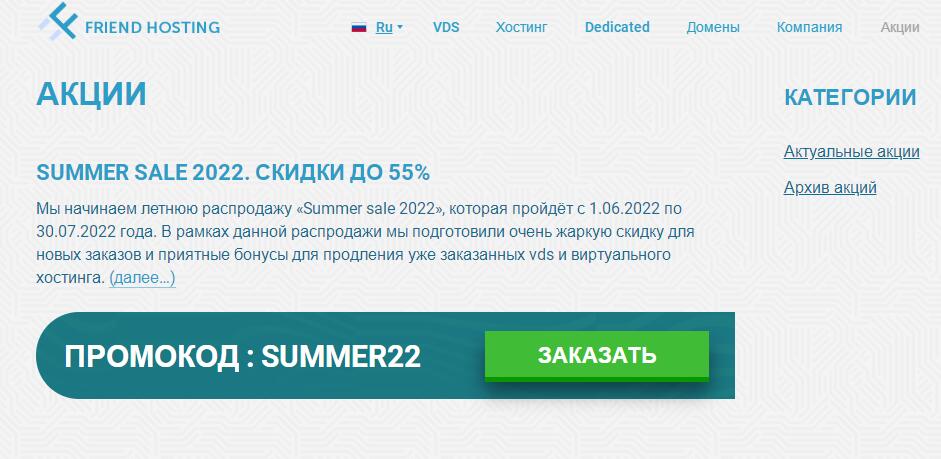 FRIEND HOSTING
Ru
VDS
Хостинг
Dedicated
Домены
Компания
Акции
АКЦИИ
SUMMER SALE 2022. СКИДКИ ДО 55%
Мы начинаем летнюю распродажу «Summer sale 2022», которая пройдёт с 1.06.2022 по
30.07.2022 года. В рамках данной распродажи мы подготовили очень жаркую скидку для
новых заказов и приятные бонусы для продления уже заказанных vds и виртуального
хостинга. (далее...)
ПРОМОКОД : SUMMER22
ЗАКАЗАТЬ
КАТЕГОРИИ
Актуальные акции
Архив акций